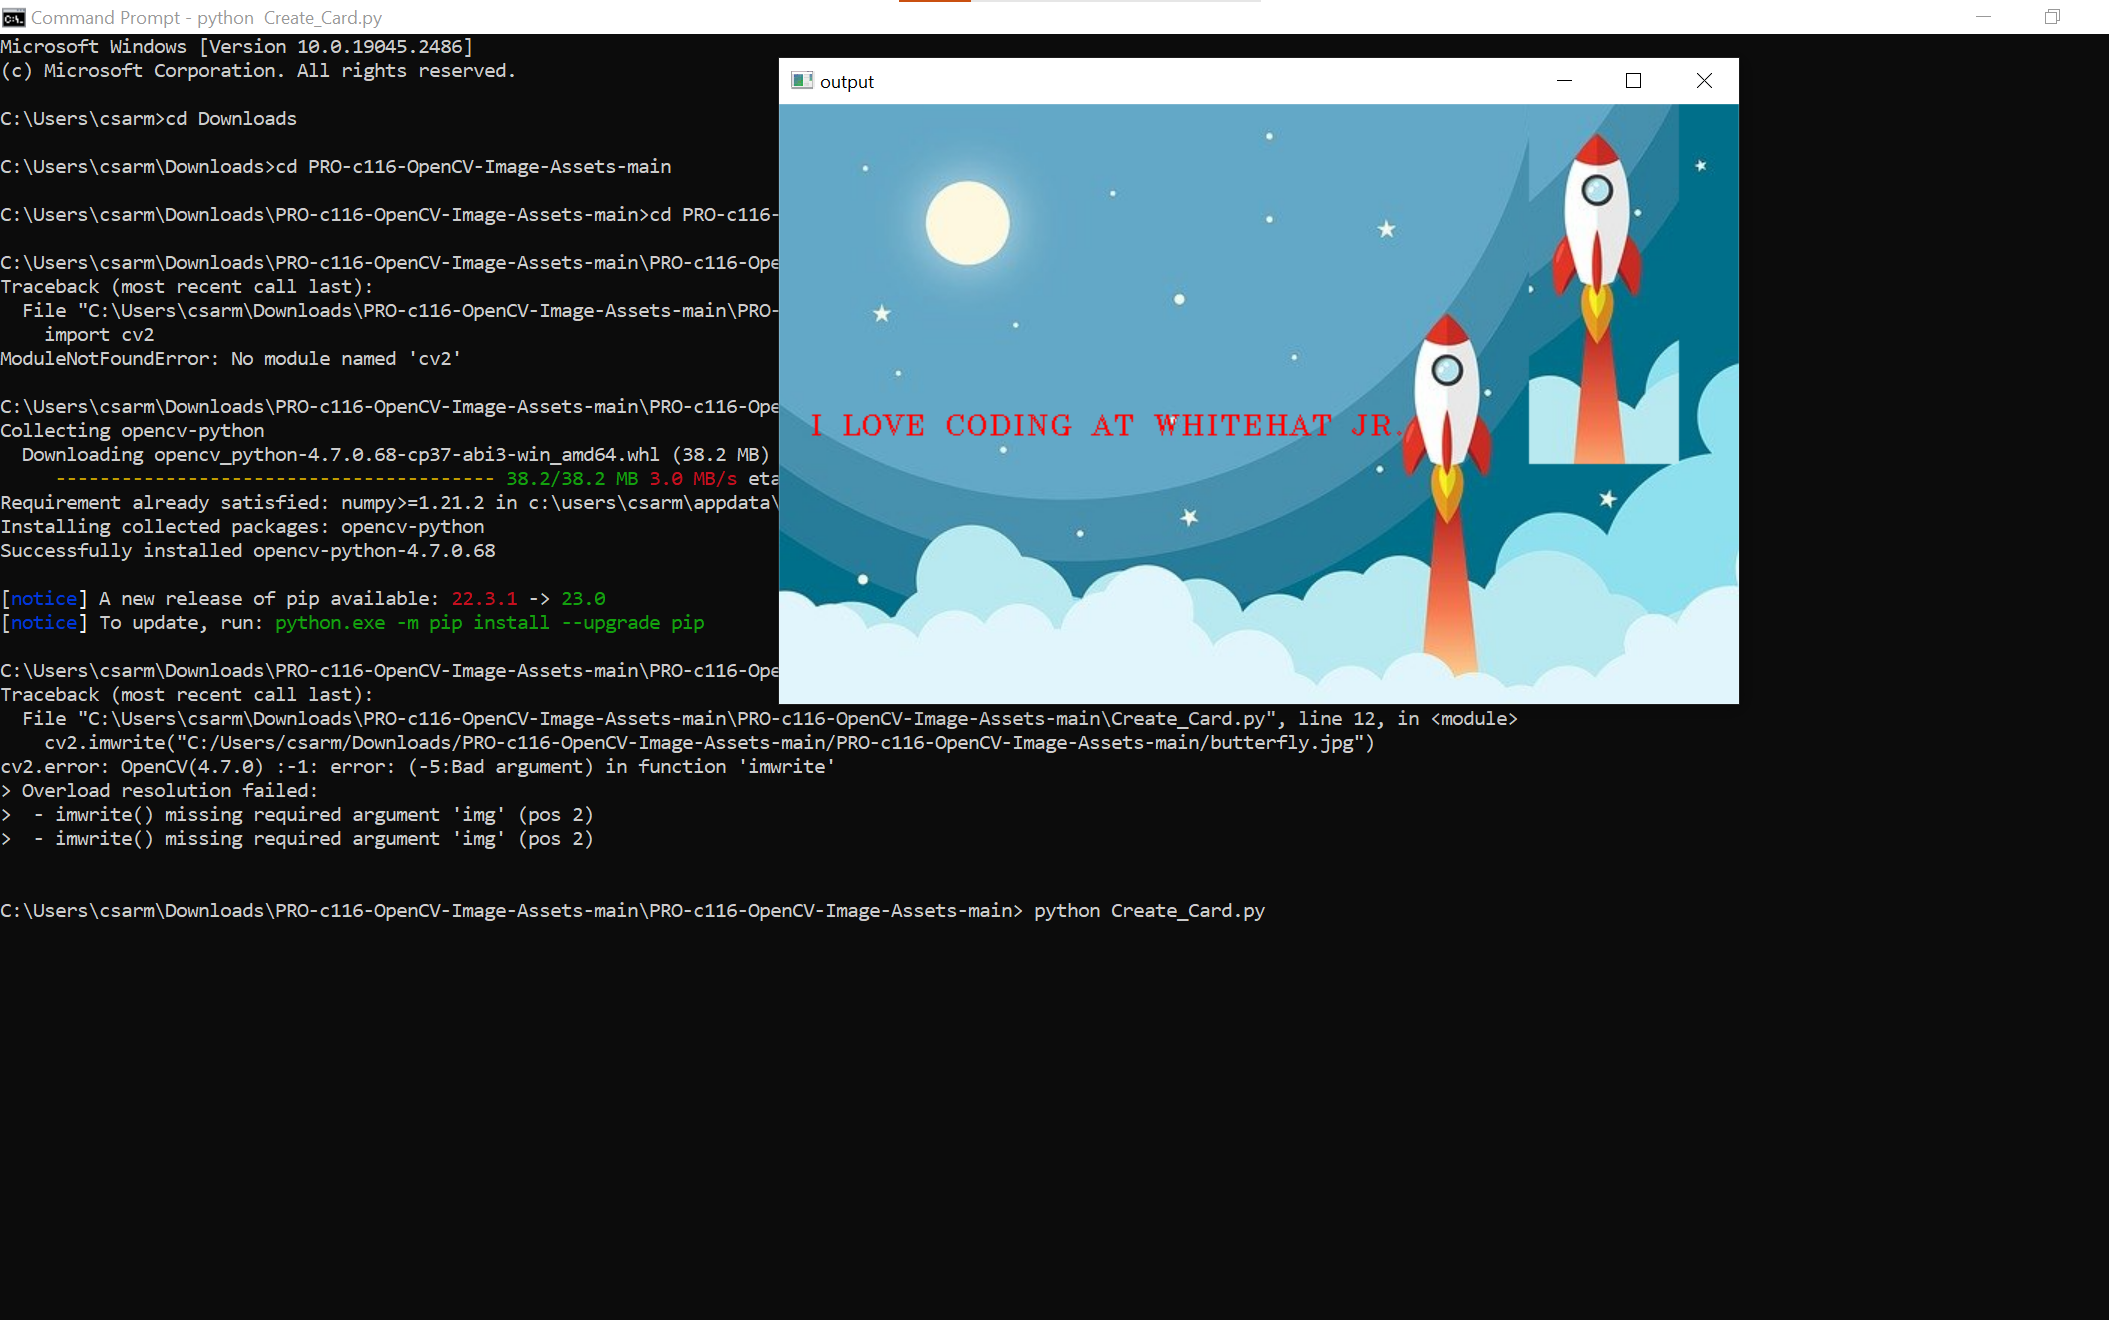 Command Prompt - python  Create_Card.py
Microsoft Windows [Version 10.0.19045.2486]
(c) Microsoft Corporation. All rights reserved.
C:\Users\csarm>cd Downloads
C:\Users\csarm\Downloads>cd PRO-c116-OpenCV-Image-Assets-main
C:\Users\csarm\Downloads\PRO-c116-OpenCV-Image-Assets-main>cd PRO-c116-
C:\Users\csarm\Downloads\PRO-c116-OpenCV-Image-Assets-main\PRO-c116-Ope
Traceback (most recent call last):
  File "C:\Users\csarm\Downloads\PRO-c116-OpenCV-Image-Assets-main\PRO-
    import cv2
ModuleNotFoundError: No module named 'cv2'
C:\Users\csarm\Downloads\PRO-c116-OpenCV-Image-Assets-main\PRO-c116-Ope
Collecting opencv-python
  Downloading opencv_python-4.7.0.68-cp37-abi3-win_amd64.whl (38.2 MB)
     ---------------------------------------- 38.2/38.2 MB 3.0 MB/s eta
Requirement already satisfied: numpy>=1.21.2 in c:\users\csarm\appdata\
Installing collected packages: opencv-python
Successfully installed opencv-python-4.7.0.68
[notice] A new release of pip available: 22.3.1 -> 23.0
[notice] To update, run: python.exe -m pip install --upgrade pip
C:\Users\csarm\Downloads\PRO-c116-OpenCV-Image-Assets-main\PRO-c116-Ope
Traceback (most recent call last):
  File "C:\Users\csarm\Downloads\PRO-c116-OpenCV-Image-Assets-main\PRO-c116-OpenCV-Image-Assets-main\Create_Card.py", line 12, in <module>
    cv2.imwrite("C:/Users/csarm/Downloads/PRO-c116-OpenCV-Image-Assets-main/PRO-c116-OpenCV-Image-Assets-main/butterfly.jpg")
cv2.error: OpenCV(4.7.0) :-1: error: (-5:Bad argument) in function 'imwrite'
> Overload resolution failed:
>  - imwrite() missing required argument 'img' (pos 2)
>  - imwrite() missing required argument 'img' (pos 2)
C:\Users\csarm\Downloads\PRO-c116-OpenCV-Image-Assets-main\PRO-c116-OpenCV-Image-Assets-main> python Create_Card.py
output
I LOVE CODING AT WHITEHAT JR.